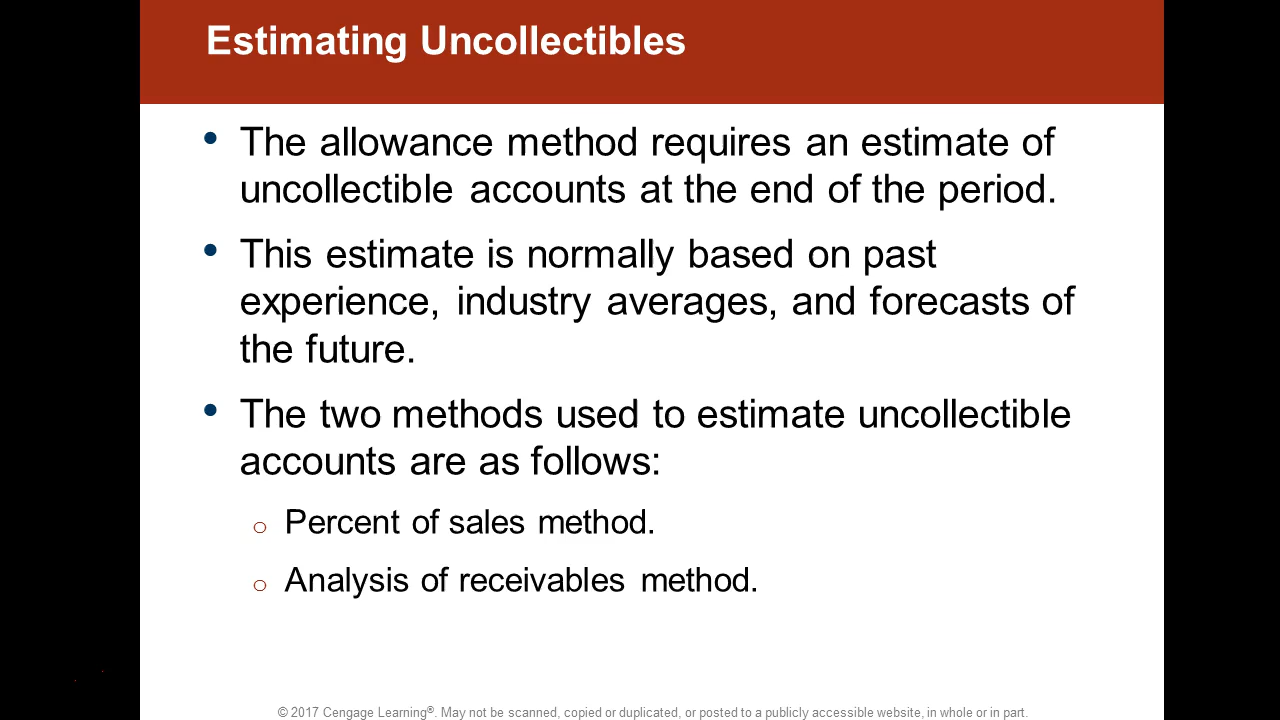 Estimating Uncollectibles
• The allowance method requires an estimate of
uncollectible accounts at the end of the period.
• This estimate is normally based on past
experience, industry averages, and forecasts of
the future.
• The two methods used to estimate uncollectible
accounts are as follows:
o Percent of sales method.
o Analysis of receivables method.
© 2017 Cengage Learning®. May not be scanned, copied or duplicated, or posted to a publicly accessible website, in whole or in part.